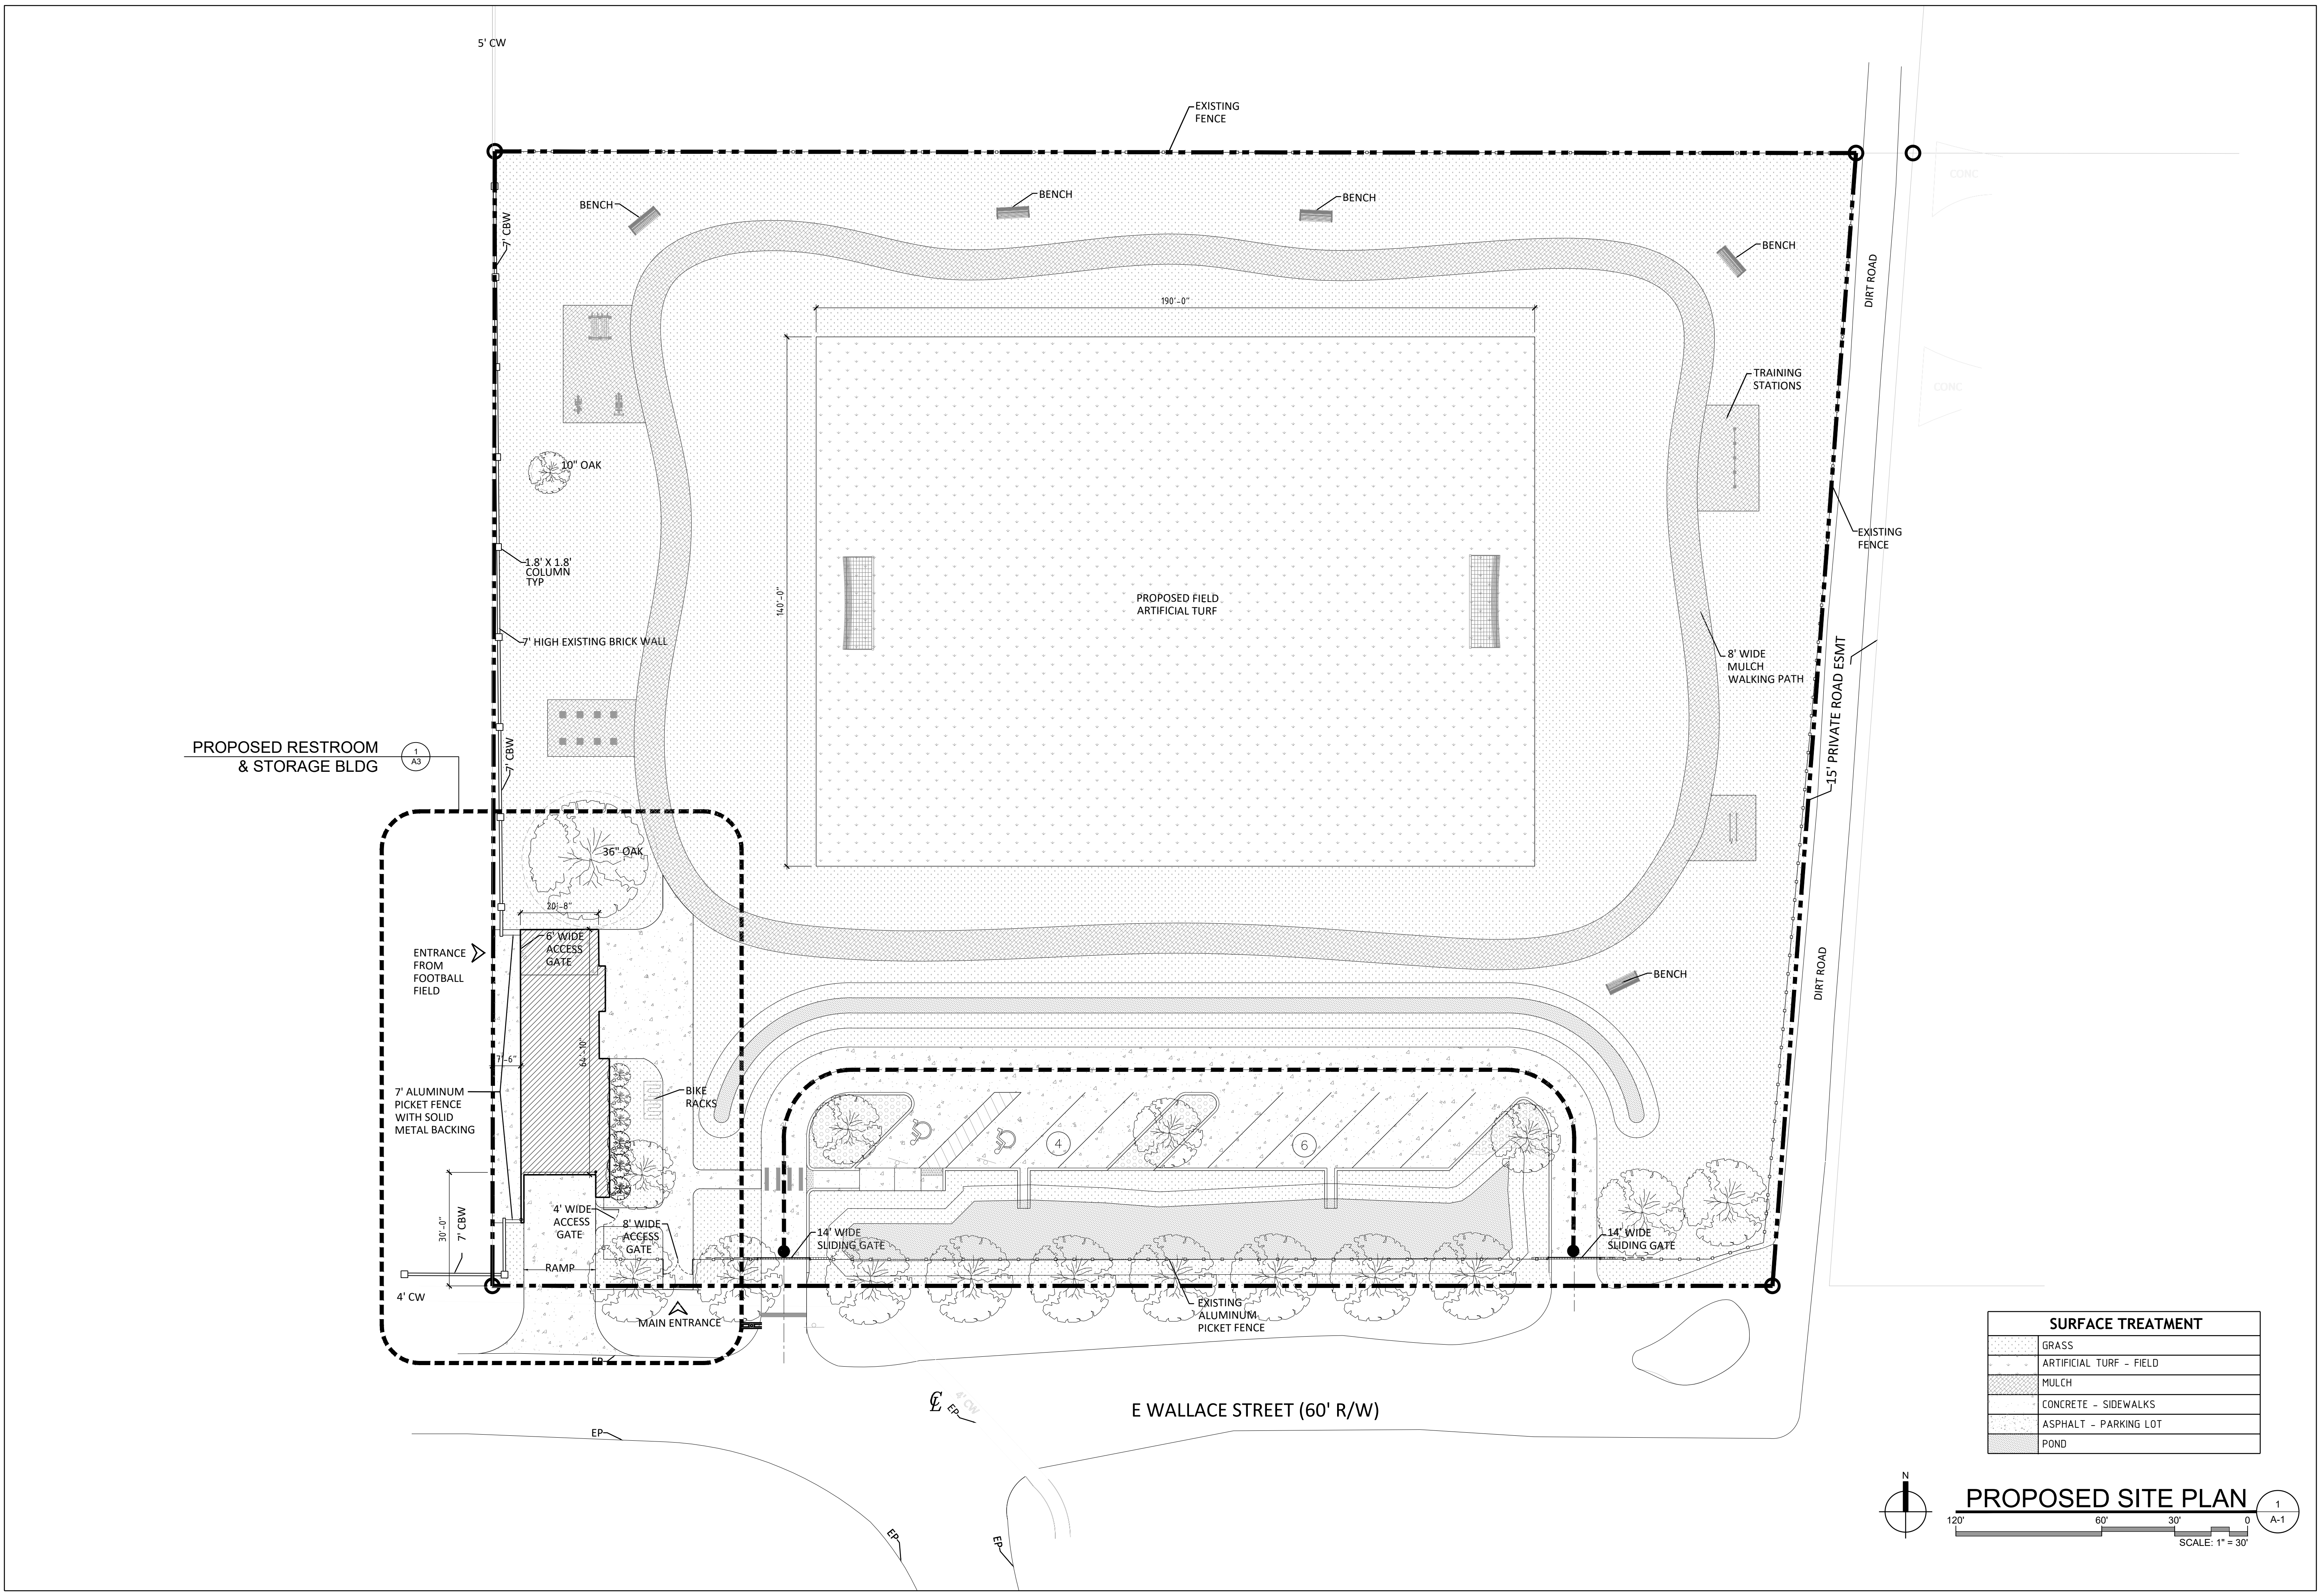 5' CW
EXISTING
FENCE
CONC
BENCH
BENCH
BENCH
BENCH
7' CBW
DIRT ROAD
190'-0"
TRAINING
STATIONS
CONC
10" OAK
EXISTING
FENCE
1.8' X 1.8'
COLUMN
TYP
140'-0"
PROPOSED FIELD
ARTIFICIAL TURF
7' HIGH EXISTING BRICK WALL
8' WIDE
MULCH
WALKING PATH
15' PRIVATE ROAD ESMT
PROPOSED RESTROOM
& STORAGE BLDG
1
A3
7' CBW
36" OAK
20'-8"
6' WIDE
ACCESS
GATE
ENTRANCE
FROM
FOOTBALL
FIELD
BENCH
DIRT ROAD
7'-6"
64'-10"
7' ALUMINUM
PICKET FENCE
WITH SOLID
METAL BACKING
BIKE
RACKS
4
6
30'-0"
7' CBW
4' WIDE
ACCESS
GATE
8' WIDE
ACCESS
GATE
14' WIDE
SLIDING GATE
14' WIDE
SLIDING GATE
RAMP
4' CW
MAIN ENTRANCE
EXISTING
ALUMINUM
PICKET FENCE
EP
4' CW
EP
E WALLACE STREET (60' R/W)
EP
EP
EP
SURFACE TREATMENT
GRASS
ARTIFICIAL TURF - FIELD
MULCH
CONCRETE - SIDEWALKS
ASPHALT - PARKING LOT
POND
N
PROPOSED SITE PLAN
1
A-1
120'
60'
30'
0
SCALE: 1" = 30'